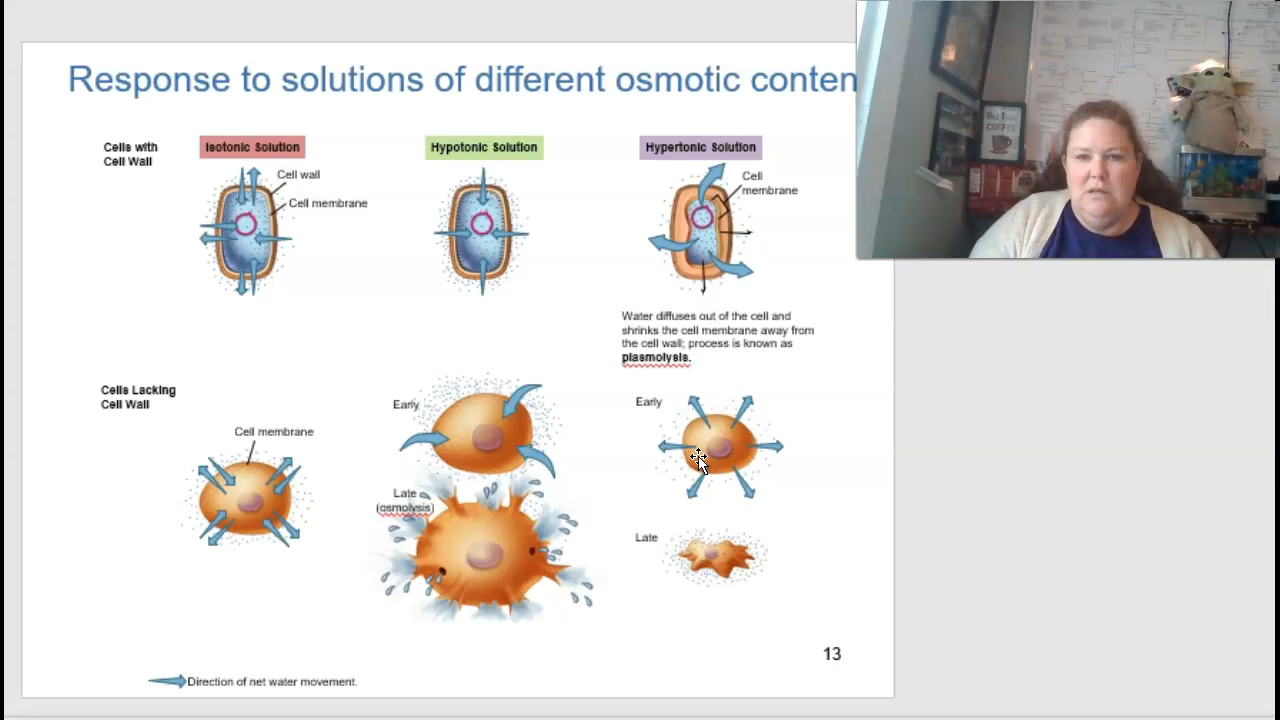 Response to solutions of different osmotic conten
Cells with
Cell Wall
Isotonic Solution
Hypotonic Solution
Hypertonic Solution
Cell wall
Cell membrane
Cell
membrane
Water diffuses out of the cell and
shrinks the cell membrane away from
the cell wall; process is known as
plasmolysis.
Cells Lacking
Cell Wall
Cell membrane
Early
Late
(osmolysis)
Early
Late
13
Direction of net water movement.
COFFEE